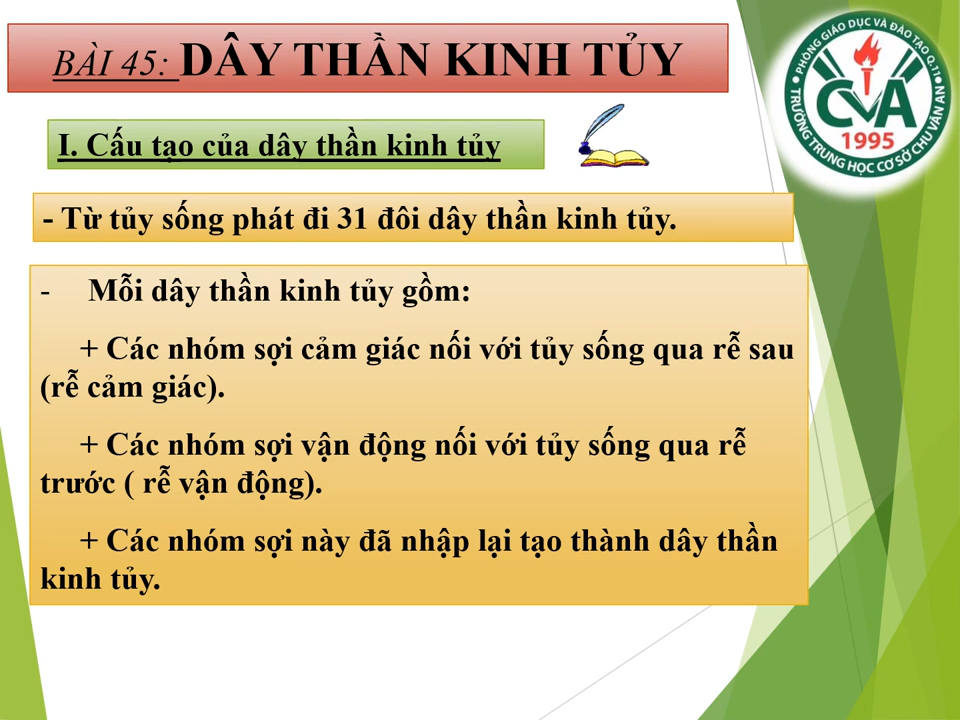 BÀI 45: DÂY THẦN KINH TỦY
PHÒNG GIÁO DỤC VÀ ĐÀO TẠO Q.11
CVA
1995
TRƯỜNG TRUNG HỌC CƠ SỞ CHU VĂN AN
I. Cấu tạo của dây thần kinh tủy
- Từ tủy sống phát đi 31 đôi dây thần kinh tủy.
- Mỗi dây thần kinh tủy gồm:
+ Các nhóm sợi cảm giác nối với tủy sống qua rễ sau
(rễ cảm giác).
+ Các nhóm sợi vận động nối với tủy sống qua rễ
trước ( rễ vận động).
+ Các nhóm sợi này đã nhập lại tạo thành dây thần
kinh tủy.